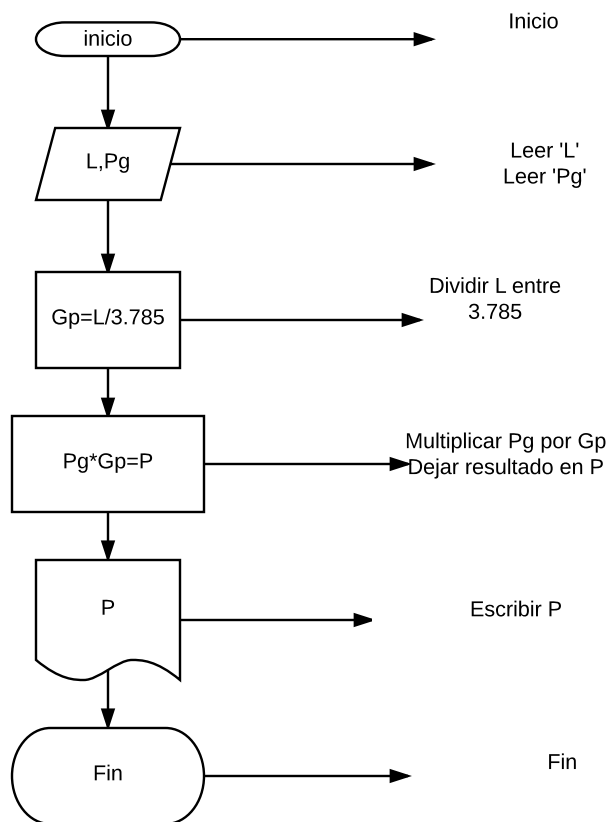 inicio
Inicio
L,Pg
Leer 'L'
Leer 'Pg'
Gp=L/3.785
Dividir L entre
3.785
Pg*Gp=P
Multiplicar Pg por Gp
Dejar resultado en P
P
Escribir P
Fin
Fin